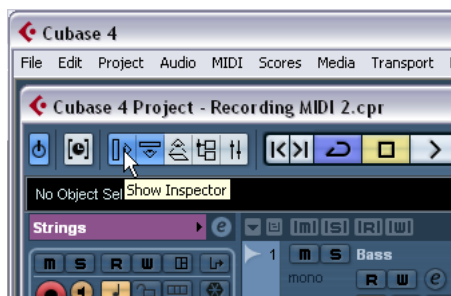 Cubase 4
File Edit Project Audio MIDI Scores Media Transport
Cubase 4 Project - Recording MIDI 2.cpr
No Object Sel
Show Inspector
Strings e [m] [S] [R] [W]
1 m S Bass
m S R W mono R W e